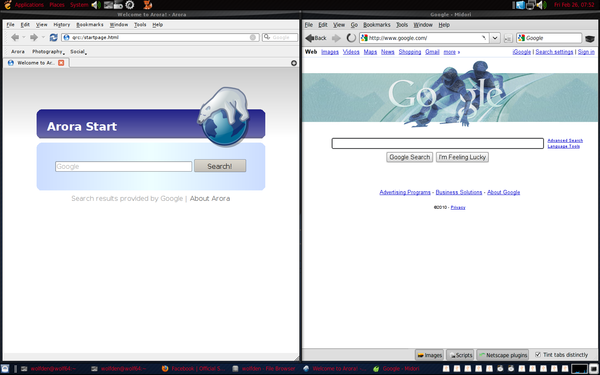 Applications Places System
Fri Feb 26, 07:52
Welcome to Arora! - Arora
File Edit View History Bookmarks Window Tools Help
qrc:/startpage.html
Google
Arora Photography Social
Welcome to Ar...
Arora Start
Google
Search!
Search results provided by Google | About Arora
Google - Midori
File Edit Go Bookmarks Tools Window Help
Back
http://www.google.com/
Google
Web Images Videos Maps News Shopping Gmail more »
iGoogle | Search settings | Sign in
Google
Advanced Search
Language Tools
Google Search
I'm Feeling Lucky
Advertising Programs - Business Solutions - About Google
©2010 - Privacy
Images
Scripts
Netscape plugins
Tint tabs distinctly
Facebook | Official S...
Welcome to Arora! - ...
Google - Midori